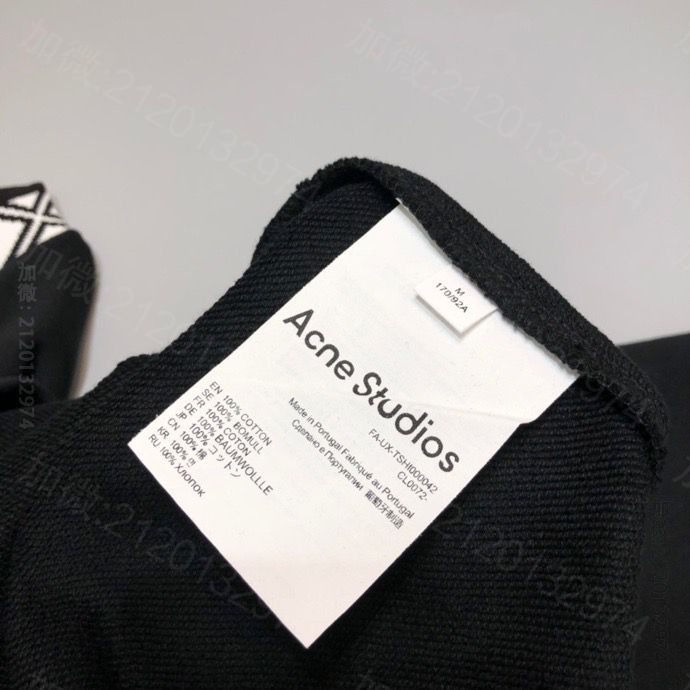 M
170/92A
Acne Studios
FA-UX-TSHI000042
CL0072-
Made in Portugal Fabriqué au Portugal
Сделано в Португалии 葡萄牙制造
EN 100% COTTON
SE 100% BOMULL
FR 100% COTON
DE 100% BAUMWOLLE
JP 100% コットン
CN 100% 棉
KR 100% 면
RU 100% Хлопок
加微:2120132974
加微:2120132974
加微:2120132974